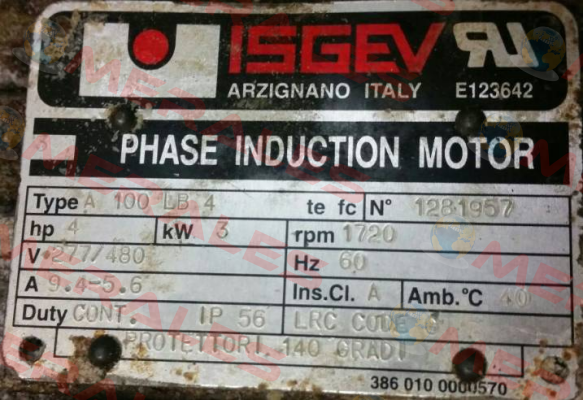 ISGEV
ARZIGNANO ITALY E123642
PHASE INDUCTION MOTOR
Type A 100 LB 4 te fc N° 1281957
hp 4 kW 3 rpm 1720
V 277/480 Hz 60
A 9.4-5.6 Ins.Cl. A Amb.°C 40
Duty CONT. IP 56 LRC CODE G
PROTETTORI 140 GRADI
386 010 0000570